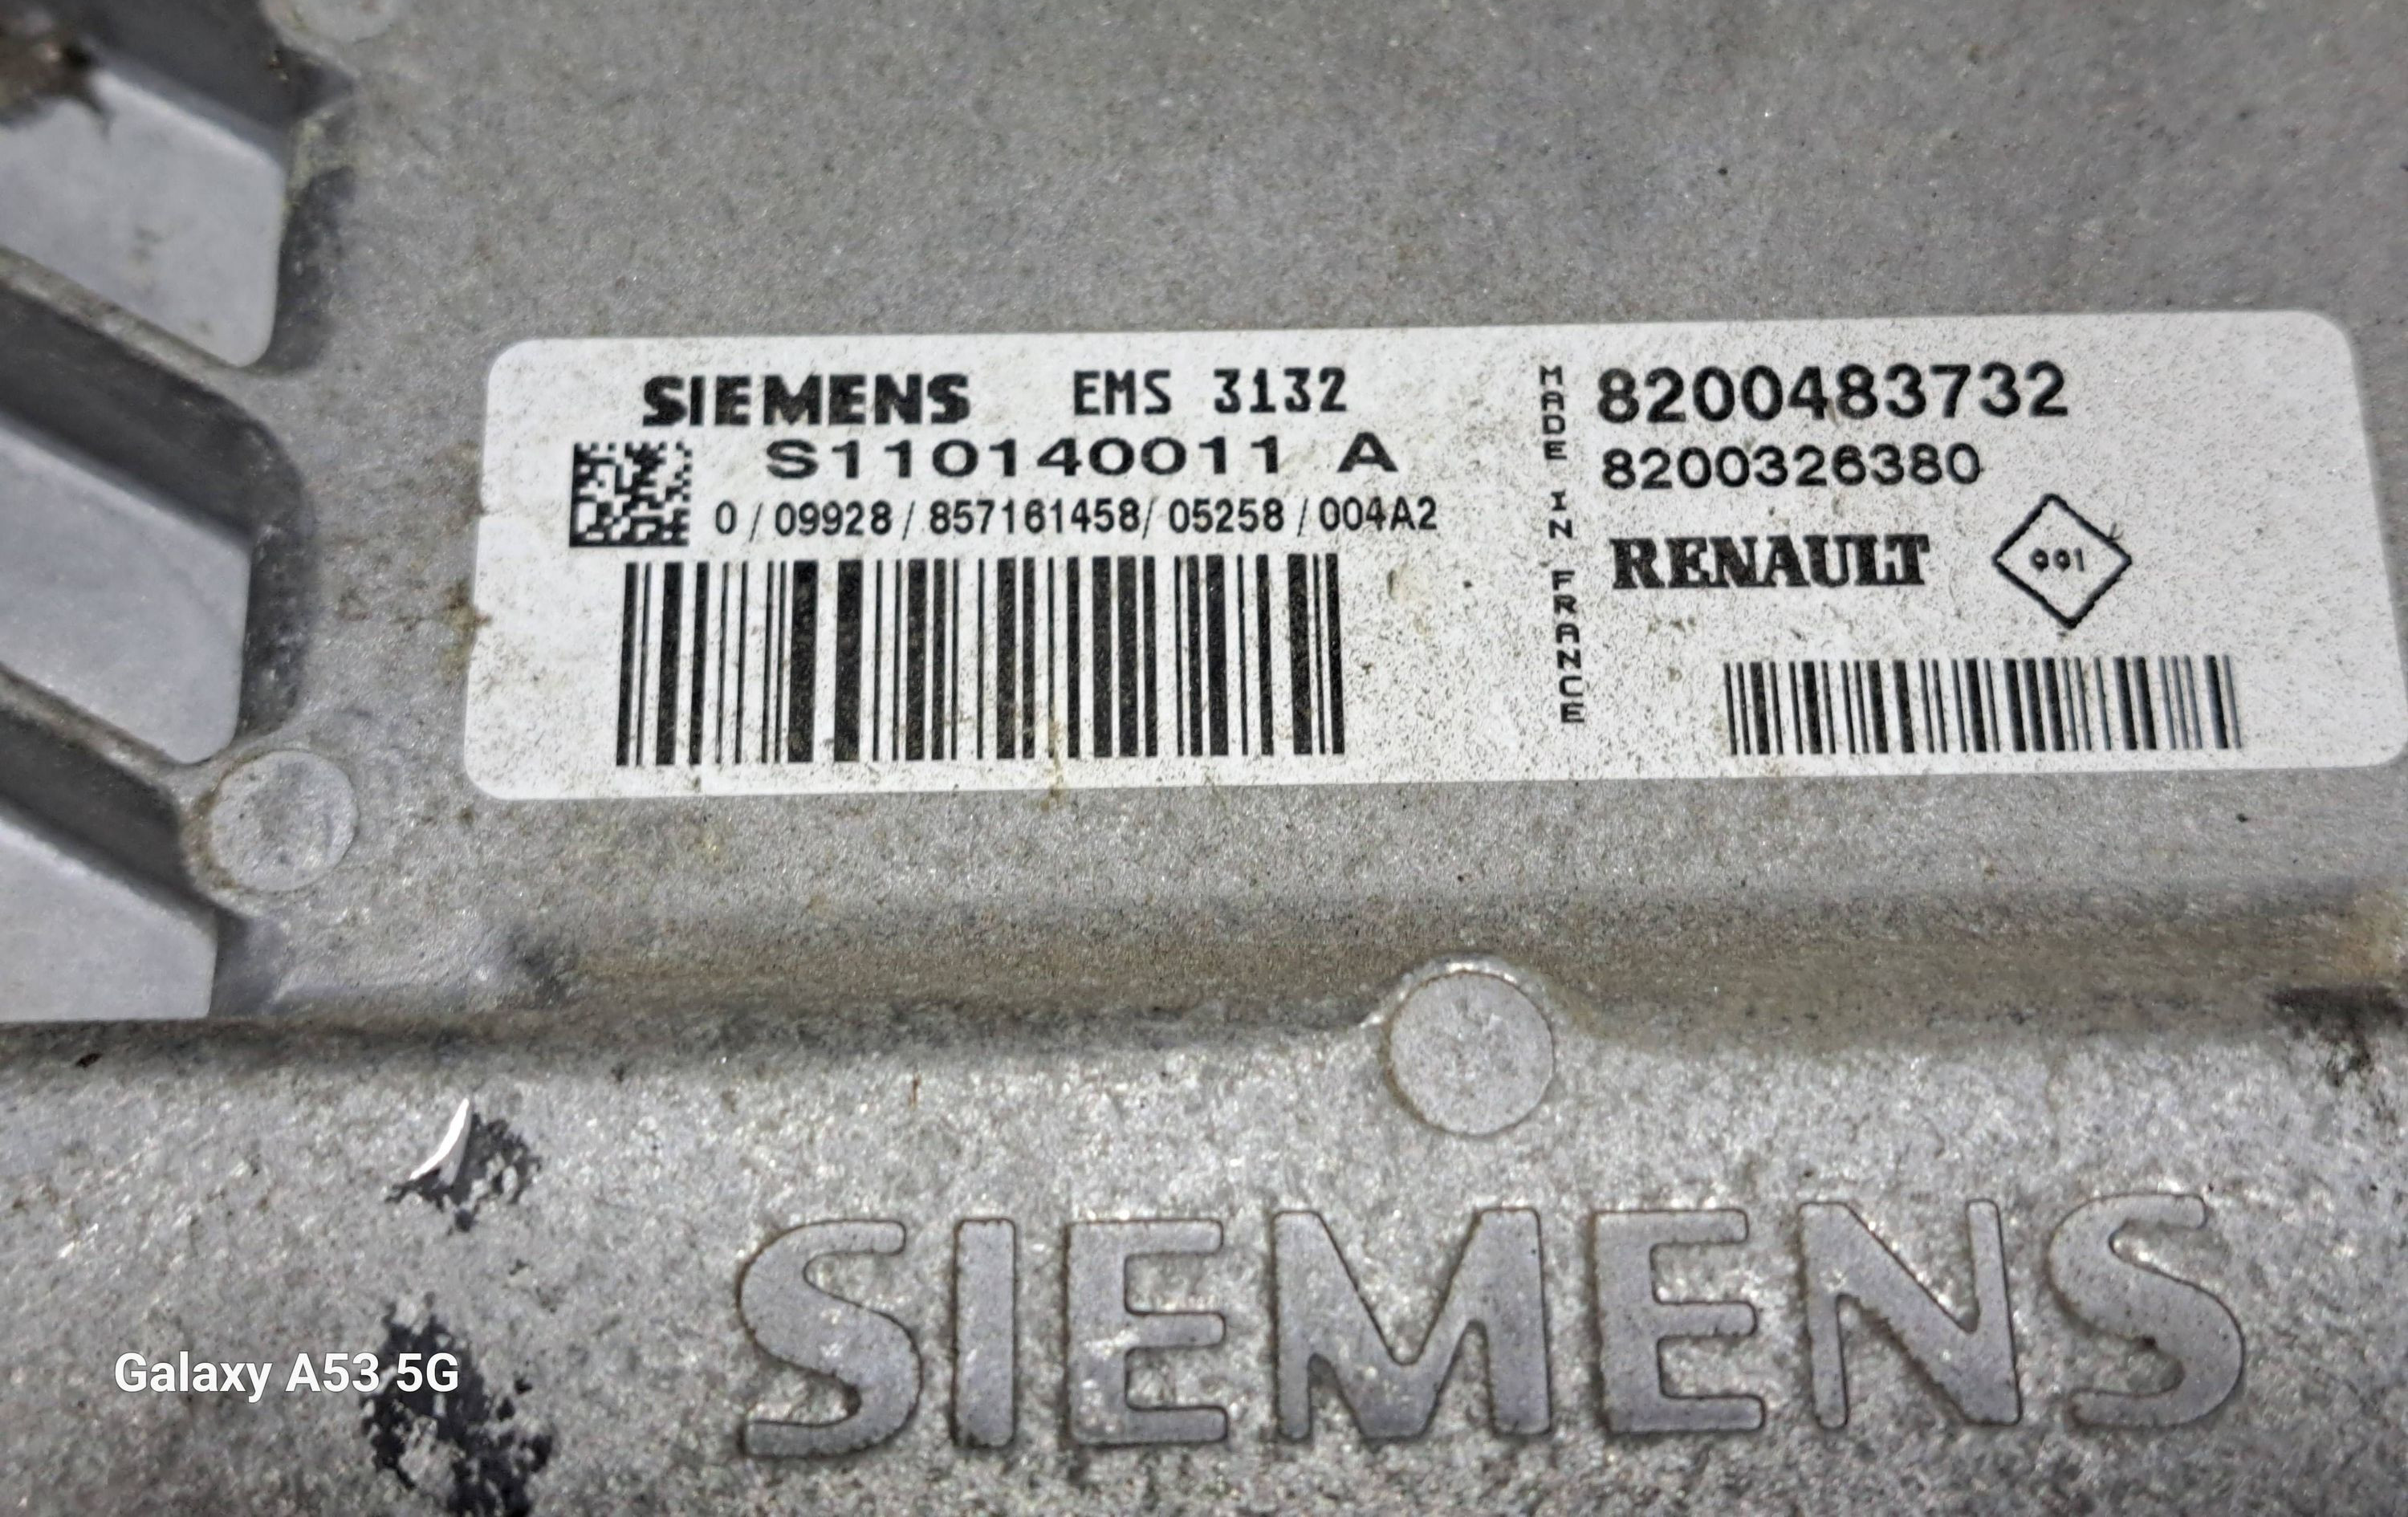 SIEMENS EMS 3132
S110140011 A
0 / 09928 / 857161458 / 05258 / 004A2
MADE IN FRANCE
8200483732
8200326380
RENAULT 001
SIEMENS
Galaxy A53 5G